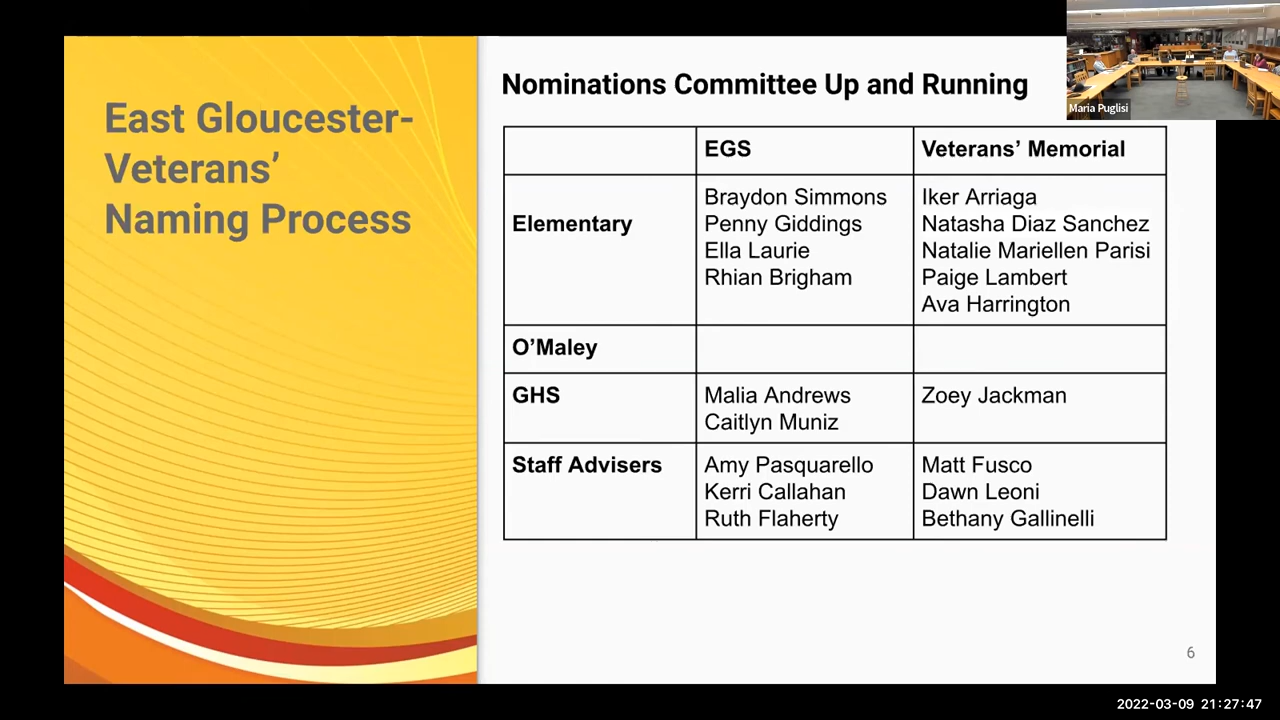 East Gloucester-
Veterans’
Naming Process
Nominations Committee Up and Running
Maria Puglisi
EGS
Veterans’ Memorial
Elementary
Braydon Simmons
Penny Giddings
Ella Laurie
Rhian Brigham
Iker Arriaga
Natasha Diaz Sanchez
Natalie Mariellen Parisi
Paige Lambert
Ava Harrington
O’Maley
GHS
Malia Andrews
Caitlyn Muniz
Zoey Jackman
Staff Advisers
Amy Pasquarello
Kerri Callahan
Ruth Flaherty
Matt Fusco
Dawn Leoni
Bethany Gallinelli
6
2022-03-09 21:27:47